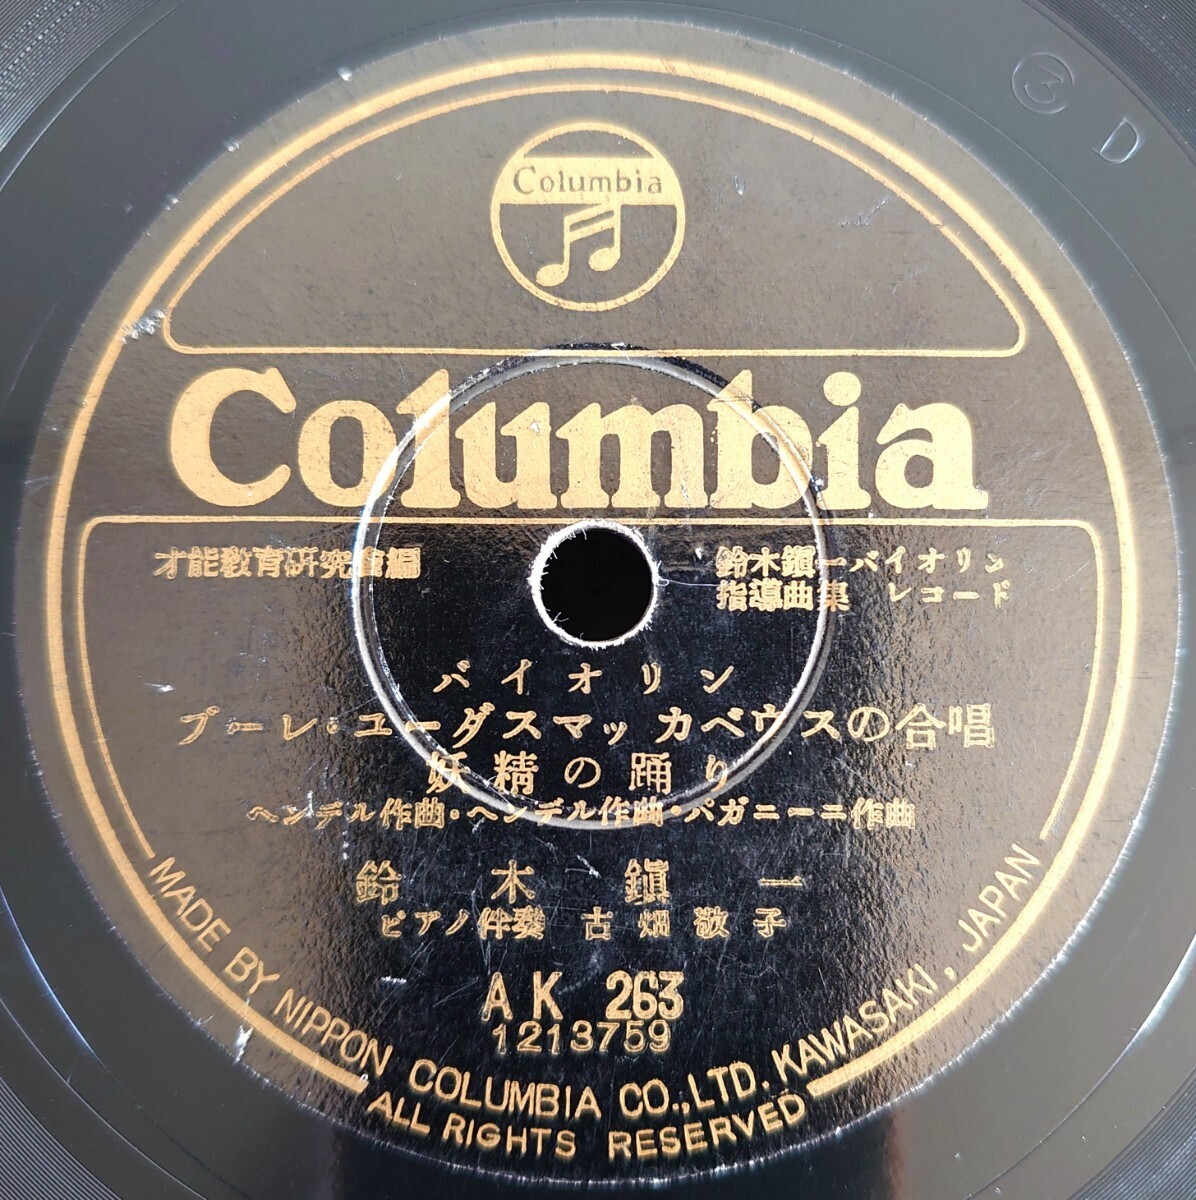 Columbia
Columbia
才能教育研究會編
鈴木鎭一バイオリン
指導曲集 レコード
バイオリン
ブーレ・ユーダスマッカベウスの合唱
妖精の踊り
ヘンデル作曲・ヘンデル作曲・パガニーニ作曲
鈴木鎭一
ピアノ伴奏 古畑敬子
AK 263
1213759
MADE BY NIPPON COLUMBIA CO.,LTD. KAWASAKI, JAPAN
ALL RIGHTS RESERVED
③ D